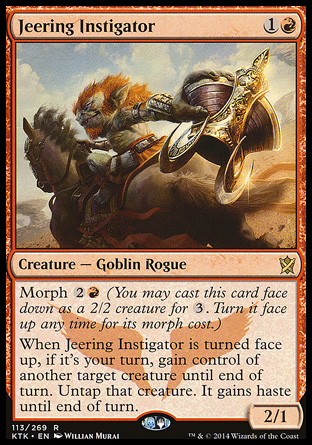 Jeering Instigator 1
Creature — Goblin Rogue
Morph 2 (You may cast this card face
down as a 2/2 creature for 3. Turn it face
up any time for its morph cost.)
When Jeering Instigator is turned face
up, if it's your turn, gain control of
another target creature until end of
turn. Untap that creature. It gains haste
until end of turn.
113/269 R
KTK • EN Willian Murai
™ & © 2014 Wizards of the Coast
2/1